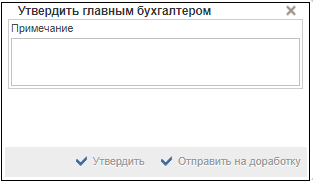 Утвердить главным бухгалтером
Примечание
Утвердить Отправить на доработку